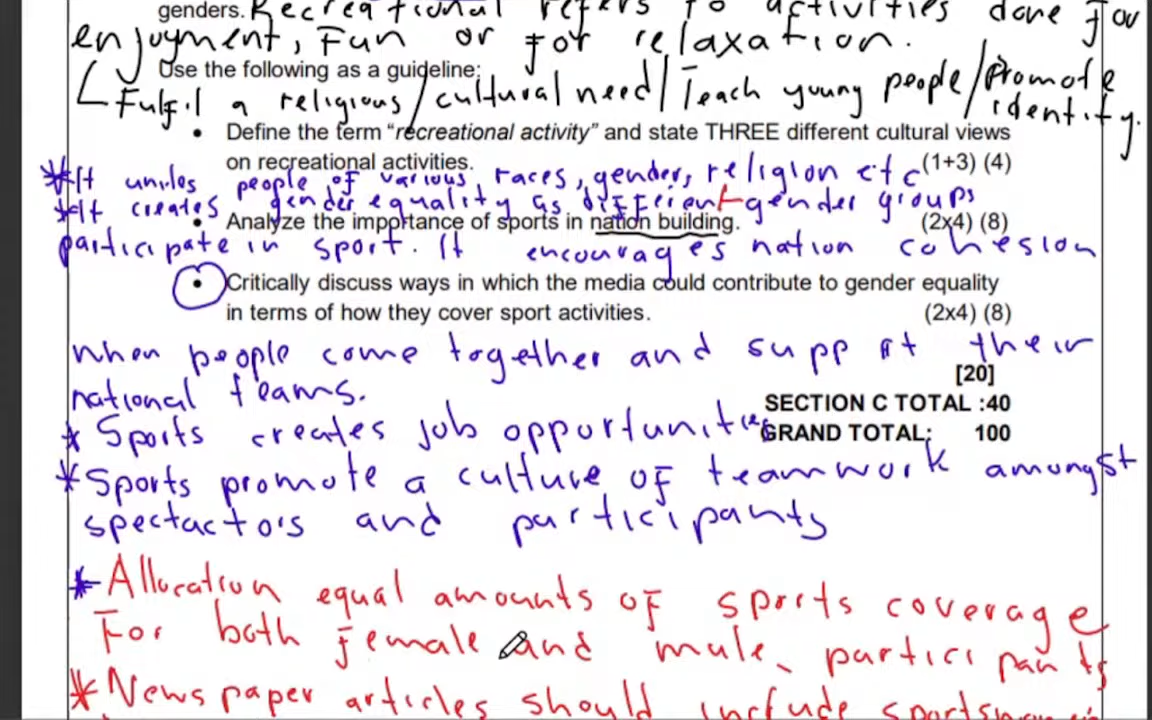 genders. Recreational refers to activities done for
enjoyment, Fun or for relaxation.
Use the following as a guideline:
Fulfil a religious/cultural need/Teach young people/promote
identity.
• Define the term “recreational activity” and state THREE different cultural views
on recreational activities. (1+3) (4)
*It unites people of various races, genders, religion etc
*It creates gender equality as different gender groups
• Analyze the importance of sports in nation building. (2x4) (8)
participate in sport. It encourages nation cohesion
• Critically discuss ways in which the media could contribute to gender equality
in terms of how they cover sport activities. (2x4) (8)
when people come together and support their
[20]
national teams.
SECTION C TOTAL :40
* Sports creates job opportunities
GRAND TOTAL: 100
* Sports promote a culture of teamwork amongst
spectactors and participants
* Allocation equal amounts of sports coverage
For both female and male participants
* Newspaper articles should include